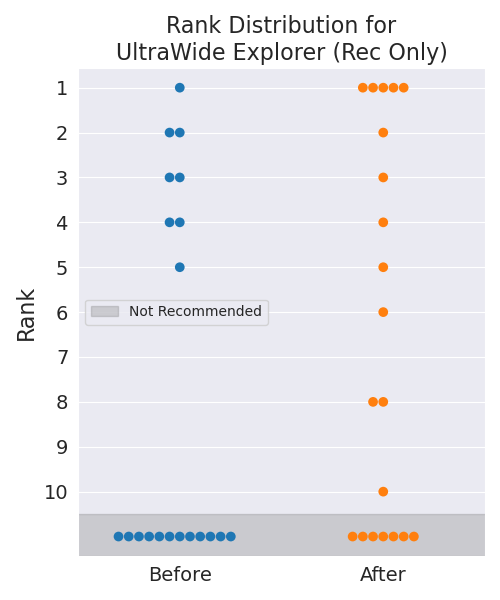 Rank Distribution for
UltraWide Explorer (Rec Only)
Rank
1
2
3
4
5
6
7
8
9
10
Not Recommended
Before
After